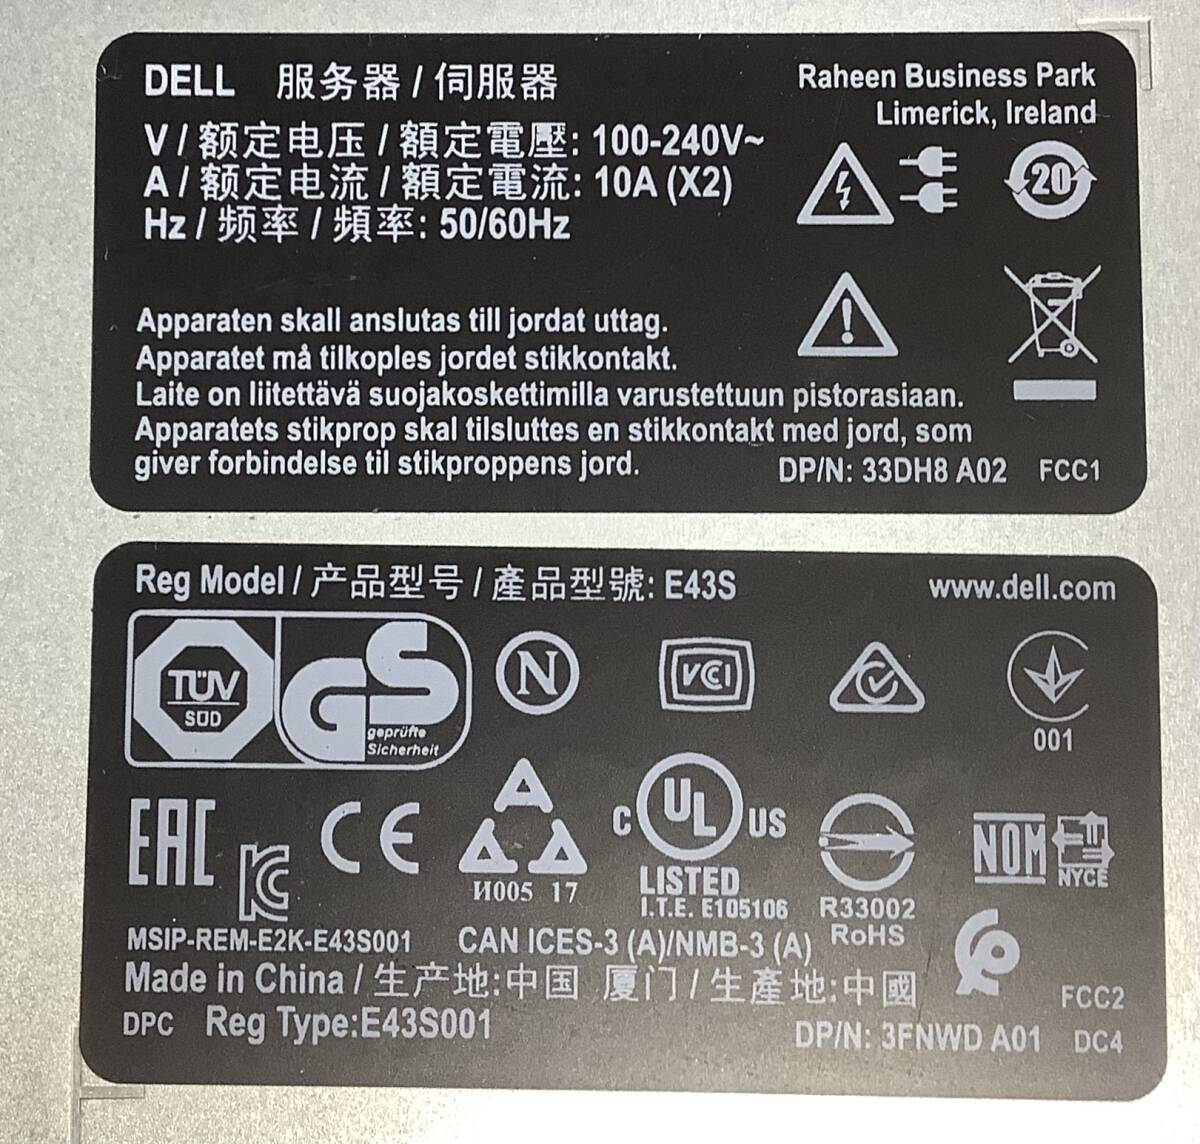 DELL 服务器 / 伺服器
Raheen Business Park
Limerick, Ireland
V / 额定电压 / 額定電壓: 100-240V~
A / 额定电流 / 額定電流: 10A (X2)
Hz / 频率 / 頻率: 50/60Hz
20
Apparaten skall anslutas till jordat uttag.
Apparatet må tilkoples jordet stikkontakt.
Laite on liitettävä suojakoskettimilla varustettuun pistorasiaan.
Apparatets stikprop skal tilsluttes en stikkontakt med jord, som
giver forbindelse til stikproppens jord.
DP/N: 33DH8 A02 FCC1
Reg Model / 产品型号 / 產品型號: E43S
www.dell.com
TÜV
SÜD
GS
geprüfte
Sicherheit
N
VCI
001
EAC
KC
CE
И005 17
C UL US
LISTED
I.T.E. E105106
R33002
RoHS
NOM
NYCE
MSIP-REM-E2K-E43S001
CAN ICES-3 (A)/NMB-3 (A)
Made in China / 生产地:中国 厦门 / 生產地:中國
FCC2
DPC Reg Type:E43S001
DP/N: 3FNWD A01 DC4